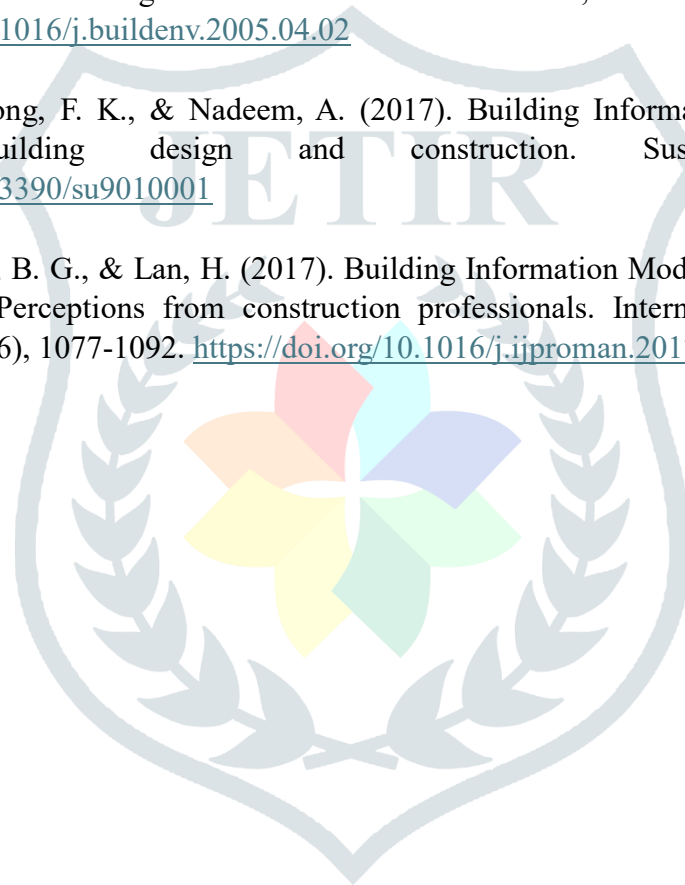 1016/j.buildenv.2005.04.02
ong, F. K., & Nadeem, A. (2017). Building Informa
uilding design and construction. Sus
3390/su9010001
B. G., & Lan, H. (2017). Building Information Mod
Perceptions from construction professionals. Intern
6), 1077-1092. https://doi.org/10.1016/j.ijproman.201
JETIR